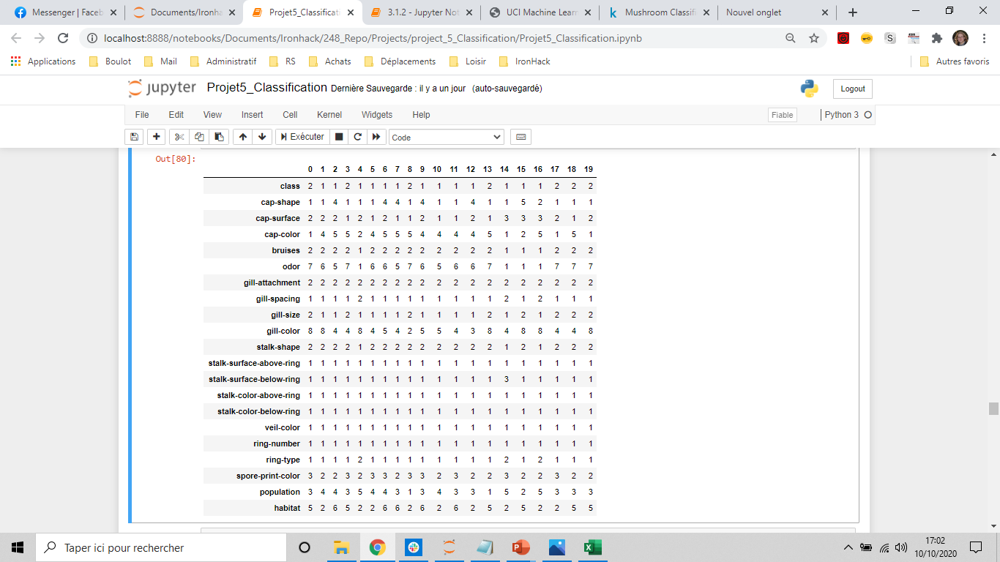 Messenger | Faceb
Documents/Ironha
Projet5_Classificati
3.1.2 - Jupyter Not
UCI Machine Lear
Mushroom Classifi
Nouvel onglet
localhost:8888/notebooks/Documents/Ironhack/248_Repo/Projects/project_5_Classification/Projet5_Classification.ipynb
Applications Boulot Mail Administratif RS Achats Déplacements Loisir IronHack Autres favoris
jupyter Projet5_Classification Dernière Sauvegarde : il y a un jour (auto-sauvegardé) Logout
File Edit View Insert Cell Kernel Widgets Help Fiable Python 3
Exécuter Code
Out[80]:
0 1 2 3 4 5 6 7 8 9 10 11 12 13 14 15 16 17 18 19
class 2 1 1 2 1 1 1 1 2 1 1 1 1 2 1 1 1 2 2 2
cap-shape 1 1 4 1 1 1 4 4 1 4 1 1 4 1 1 5 2 1 1 1
cap-surface 2 2 2 1 2 1 2 1 1 2 1 1 2 1 3 3 3 2 1 2
cap-color 1 4 5 5 2 4 5 5 5 4 4 4 4 5 1 2 5 1 5 1
bruises 2 2 2 2 1 2 2 2 2 2 2 2 2 2 1 1 1 2 2 2
odor 7 6 5 7 1 6 6 5 7 6 5 6 6 7 1 1 1 7 7 7
gill-attachment 2 2 2 2 2 2 2 2 2 2 2 2 2 2 2 2 2 2 2 2
gill-spacing 1 1 1 1 2 1 1 1 1 1 1 1 1 1 2 1 2 1 1 1
gill-size 2 1 1 2 1 1 1 1 2 1 1 1 1 2 1 2 1 2 2 2
gill-color 8 8 4 4 8 4 5 4 2 5 5 4 3 8 4 8 8 4 4 8
stalk-shape 2 2 2 2 1 2 2 2 2 2 2 2 2 2 1 2 1 2 2 2
stalk-surface-above-ring 1 1 1 1 1 1 1 1 1 1 1 1 1 1 1 1 1 1 1 1
stalk-surface-below-ring 1 1 1 1 1 1 1 1 1 1 1 1 1 1 3 1 1 1 1 1
stalk-color-above-ring 1 1 1 1 1 1 1 1 1 1 1 1 1 1 1 1 1 1 1 1
stalk-color-below-ring 1 1 1 1 1 1 1 1 1 1 1 1 1 1 1 1 1 1 1 1
veil-color 1 1 1 1 1 1 1 1 1 1 1 1 1 1 1 1 1 1 1 1
ring-number 1 1 1 1 1 1 1 1 1 1 1 1 1 1 1 1 1 1 1 1
ring-type 1 1 1 1 2 1 1 1 1 1 1 1 1 1 2 1 2 1 1 1
spore-print-color 3 2 2 3 2 3 3 2 3 3 2 3 2 2 3 2 2 3 2 2
population 3 4 4 3 5 4 4 3 1 3 4 3 3 1 5 2 5 3 3 3
habitat 5 2 6 5 2 2 6 6 2 6 2 6 2 5 2 5 2 2 5 5
Taper ici pour rechercher
17:02
10/10/2020